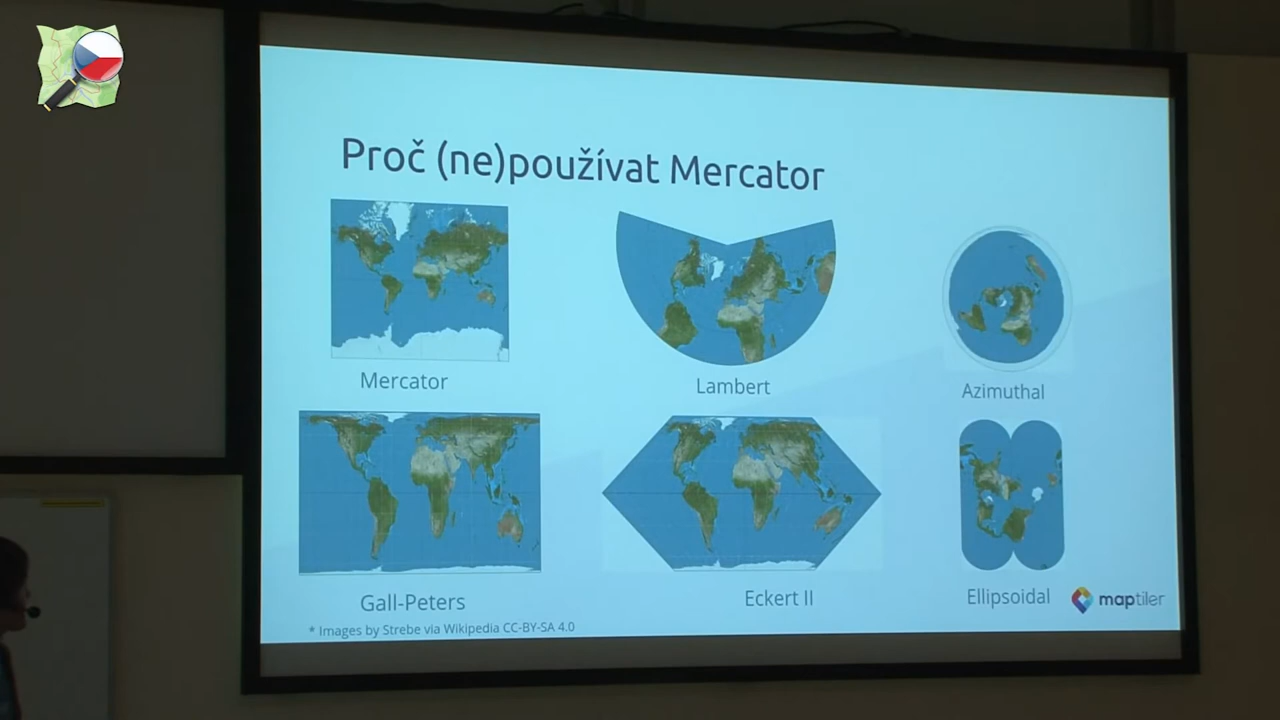 Proč (ne)používat Mercator
Mercator
Lambert
Azimuthal
Gall-Peters
Eckert II
Ellipsoidal
maptiler
* Images by Strebe via Wikipedia CC-BY-SA 4.0